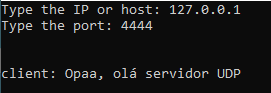 Type the IP or host: 127.0.0.1
Type the port: 4444
client: Opaa, olá servidor UDP